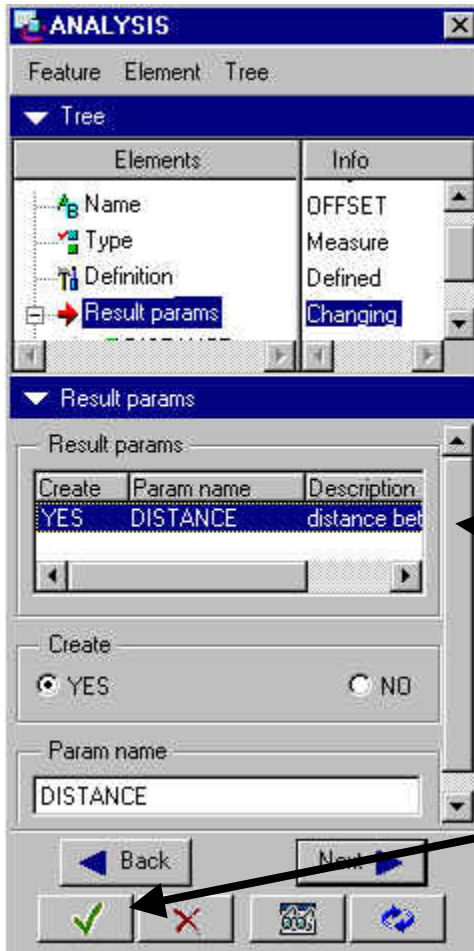 ANALYSIS
Feature Element Tree
Tree
Elements Info
Name OFFSET
Type Measure
Definition Defined
Result params Changing
Result params
Result params
Create Param name Description
YES DISTANCE distance bet
Create
YES NO
Param name
DISTANCE
Back Next